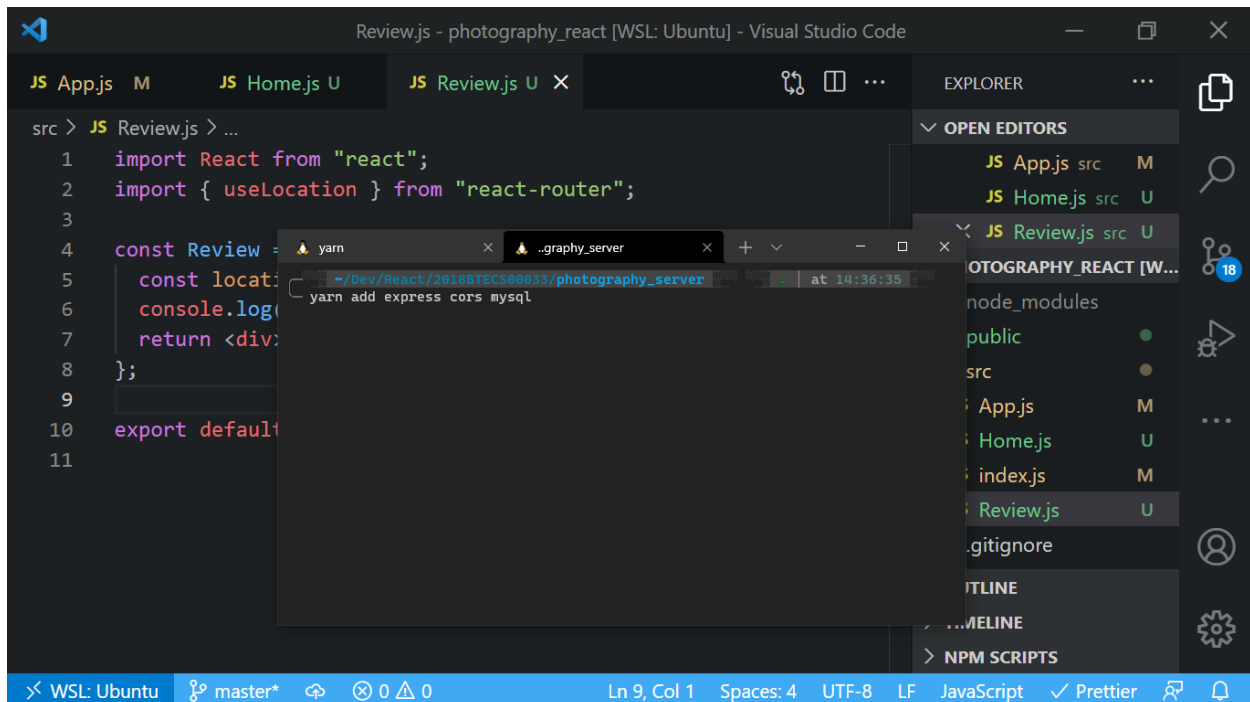 Review.js - photography_react [WSL: Ubuntu] - Visual Studio Code
JS App.js M
JS Home.js U
JS Review.js U
src > JS Review.js > ...
1 import React from "react";
2 import { useLocation } from "react-router";
3
4 const Review =
5 const locati
6 console.log(
7 return <div>
8 };
9
10 export default
11
yarn
..graphy_server
~/Dev/React/2018BTECS00033/photography_server
at 14:36:35
yarn add express cors mysql
EXPLORER
OPEN EDITORS
JS App.js src M
JS Home.js src U
JS Review.js src U
OTOGRAPHY_REACT [W...
18
node_modules
public
src
App.js M
Home.js U
index.js M
Review.js U
.gitignore
UTLINE
TIMELINE
NPM SCRIPTS
WSL: Ubuntu
master*
0 0
Ln 9, Col 1
Spaces: 4
UTF-8
LF
JavaScript
Prettier